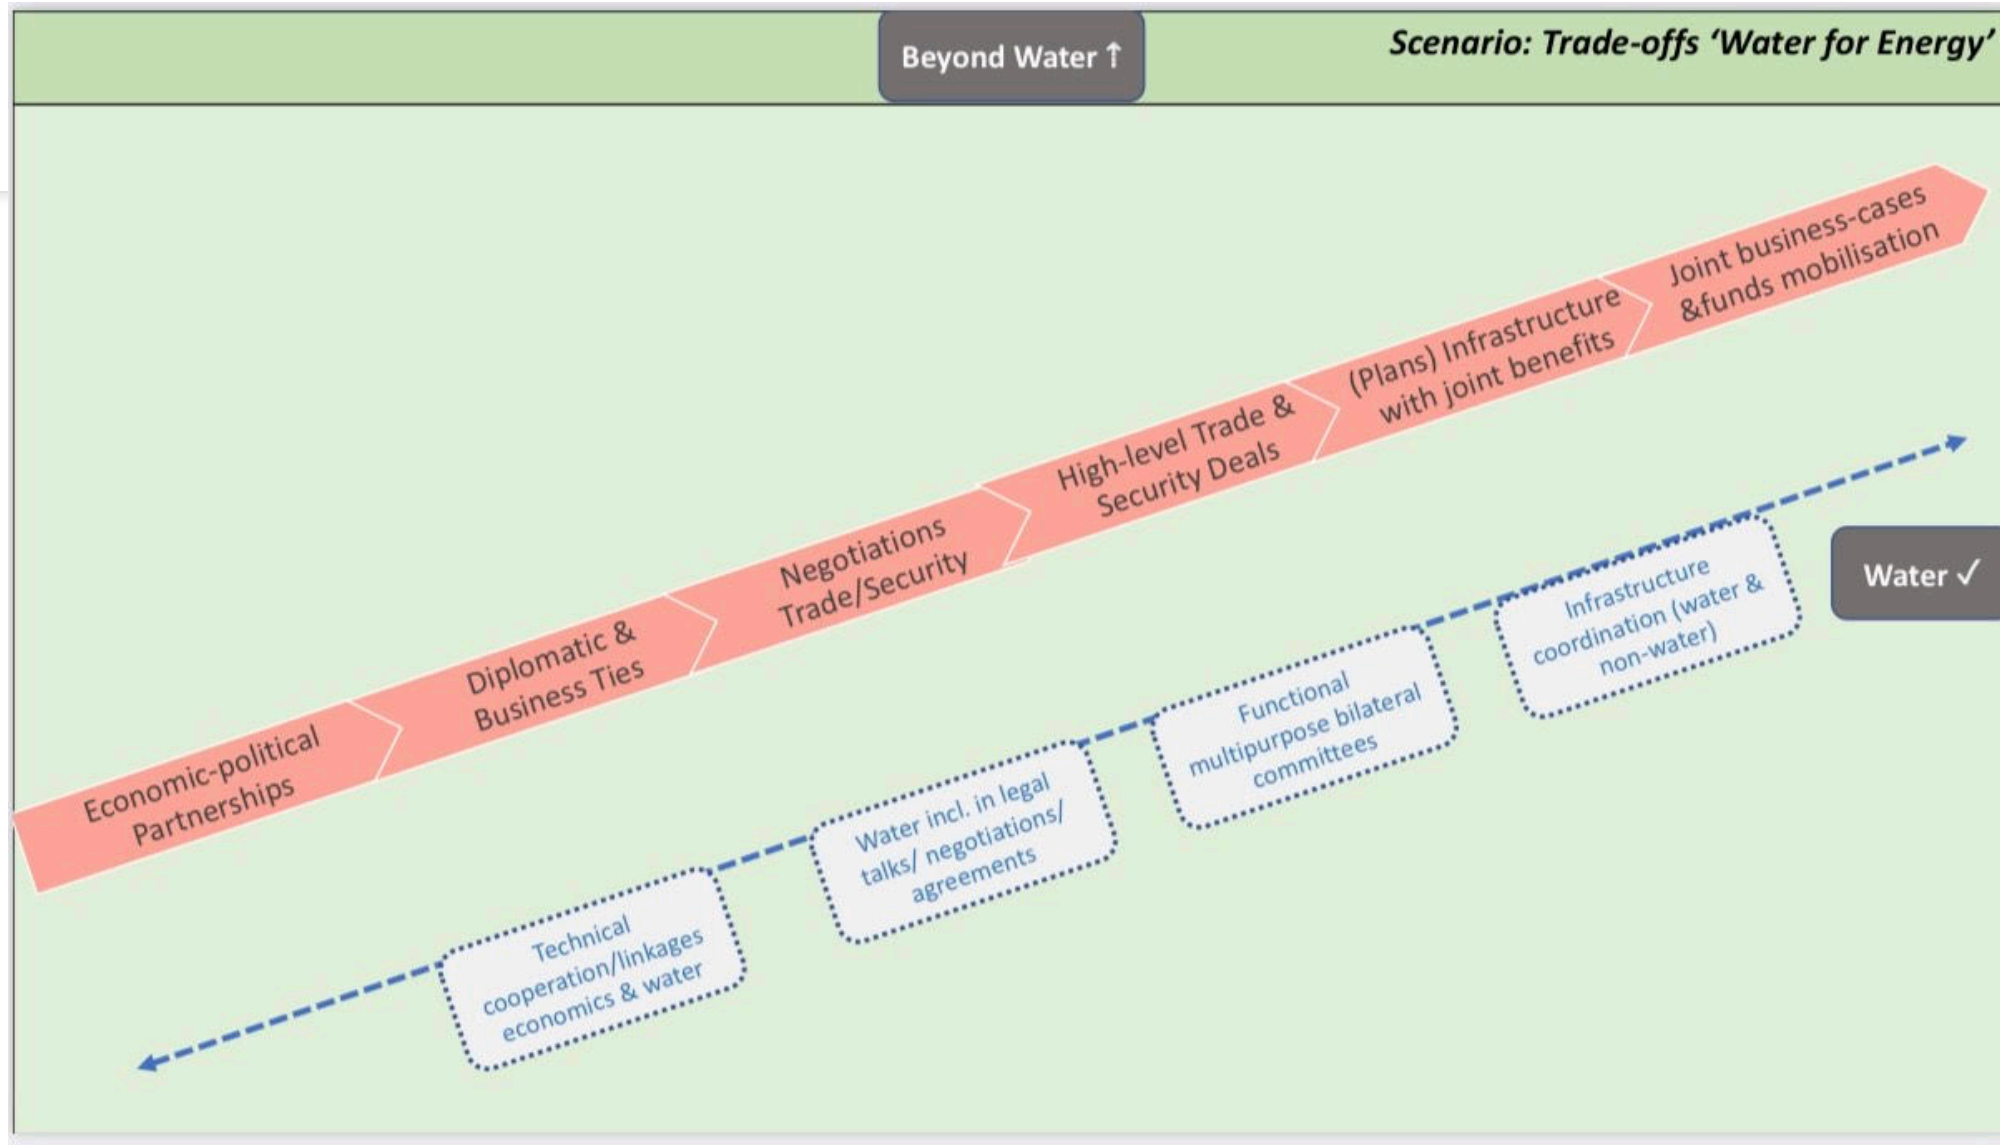 Beyond Water ↑
Scenario: Trade-offs ‘Water for Energy’
Economic-political
Partnerships
Diplomatic &
Business Ties
Negotiations
Trade/Security
High-level Trade &
Security Deals
(Plans) Infrastructure
with joint benefits
Joint business-cases
&funds mobilisation
Technical
cooperation/linkages
economics & water
Water incl. in legal
talks/ negotiations/
agreements
Functional
multipurpose bilateral
committees
Infrastructure
coordination (water &
non-water)
Water ✓